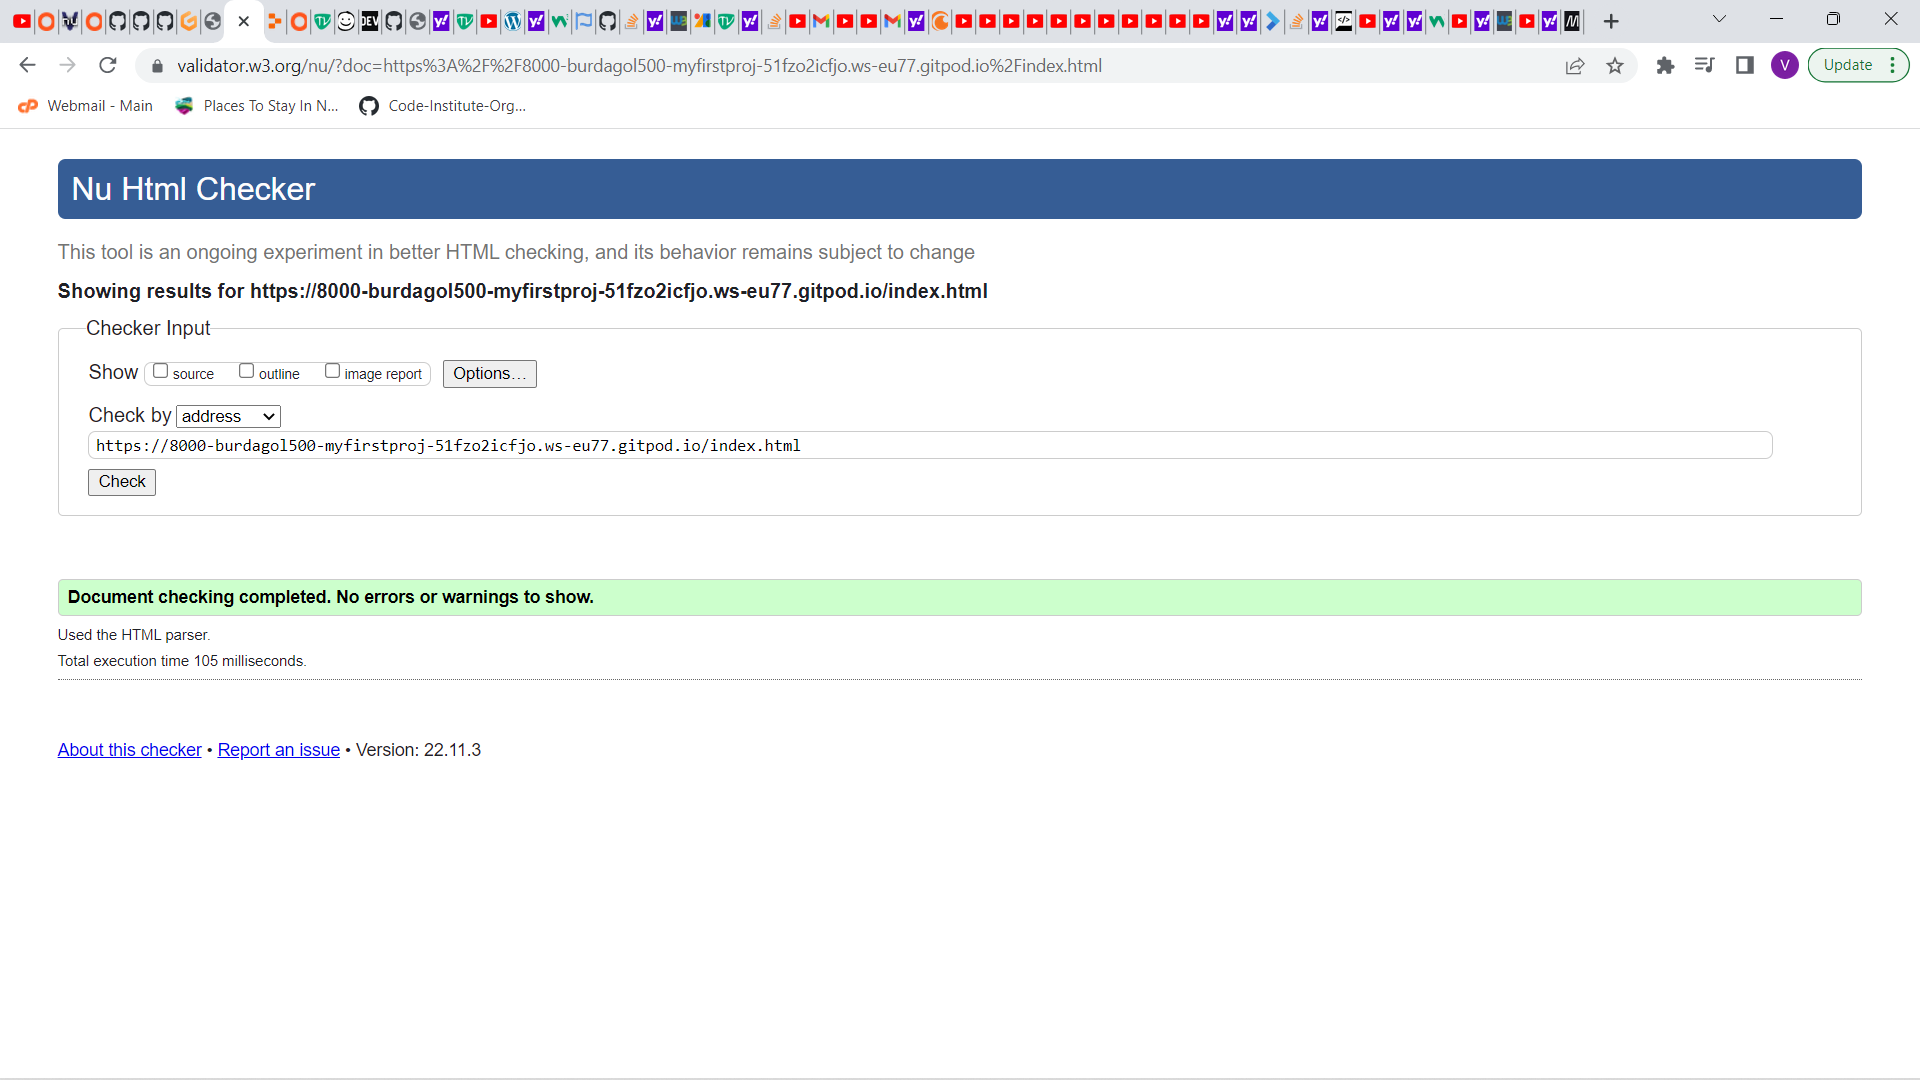 validator.w3.org/nu/?doc=https%3A%2F%2F8000-burdagol500-myfirstproj-51fzo2icfjo.ws-eu77.gitpod.io%2Findex.html
V
Update
Webmail - Main
Places To Stay In N...
Code-Institute-Org...
Nu Html Checker
This tool is an ongoing experiment in better HTML checking, and its behavior remains subject to change
Showing results for https://8000-burdagol500-myfirstproj-51fzo2icfjo.ws-eu77.gitpod.io/index.html
Checker Input
Show source outline image report Options...
Check by address
https://8000-burdagol500-myfirstproj-51fzo2icfjo.ws-eu77.gitpod.io/index.html
Check
Document checking completed. No errors or warnings to show.
Used the HTML parser.
Total execution time 105 milliseconds.
About this checker • Report an issue • Version: 22.11.3